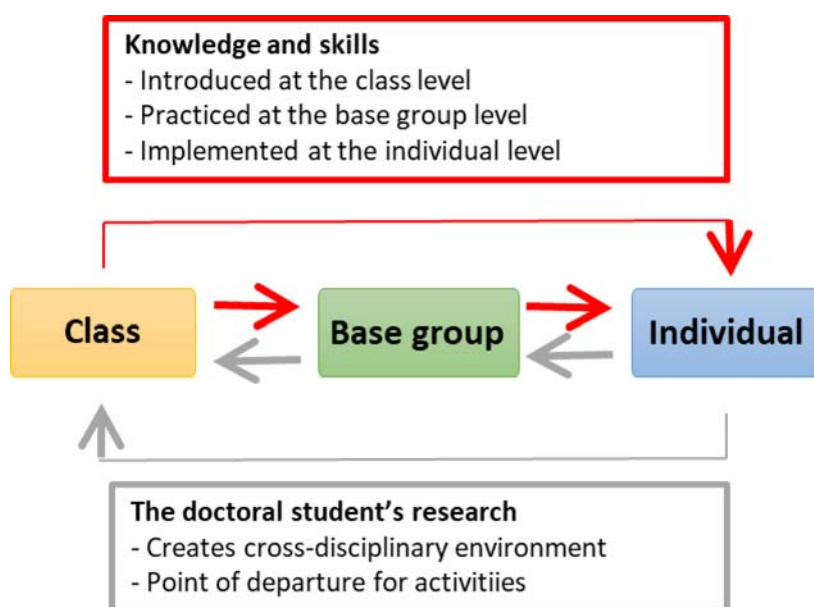 Knowledge and skills
- Introduced at the class level
- Practiced at the base group level
- Implemented at the individual level
Class
Base group
Individual
The doctoral student's research
- Creates cross-disciplinary environment
- Point of departure for activitiies